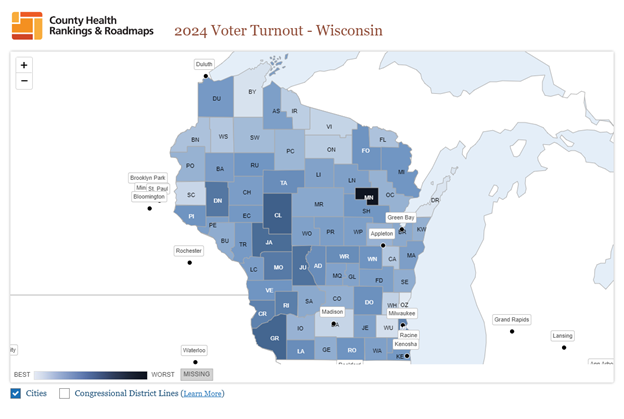 County Health
Rankings & Roadmaps
2024 Voter Turnout - Wisconsin
+
−
Duluth
DU
BY
AS
IR
VI
BN
WS
SW
ON
FO
FL
PC
PO
BA
RU
LI
LN
MI
TA
Brooklyn Park
St. Paul
Bloomington
SC
DN
CH
MR
MN
OC
PI
EC
CL
SH
DR
PE
Green Bay
BU
TR
JA
WO
PR
WP
Appleton
KW
Rochester
LC
MO
JU
AD
WR
WN
CA
MA
MQ
GL
FD
SE
VE
CR
RI
SA
CO
DO
WH
OZ
Milwaukee
Madison
GR
IO
DA
JE
WU
Racine
Grand Rapids
Lansing
Waterloo
LA
GE
RO
WA
KE
Kenosha
BEST
WORST
MISSING
Cities
Congressional District Lines (Learn More)